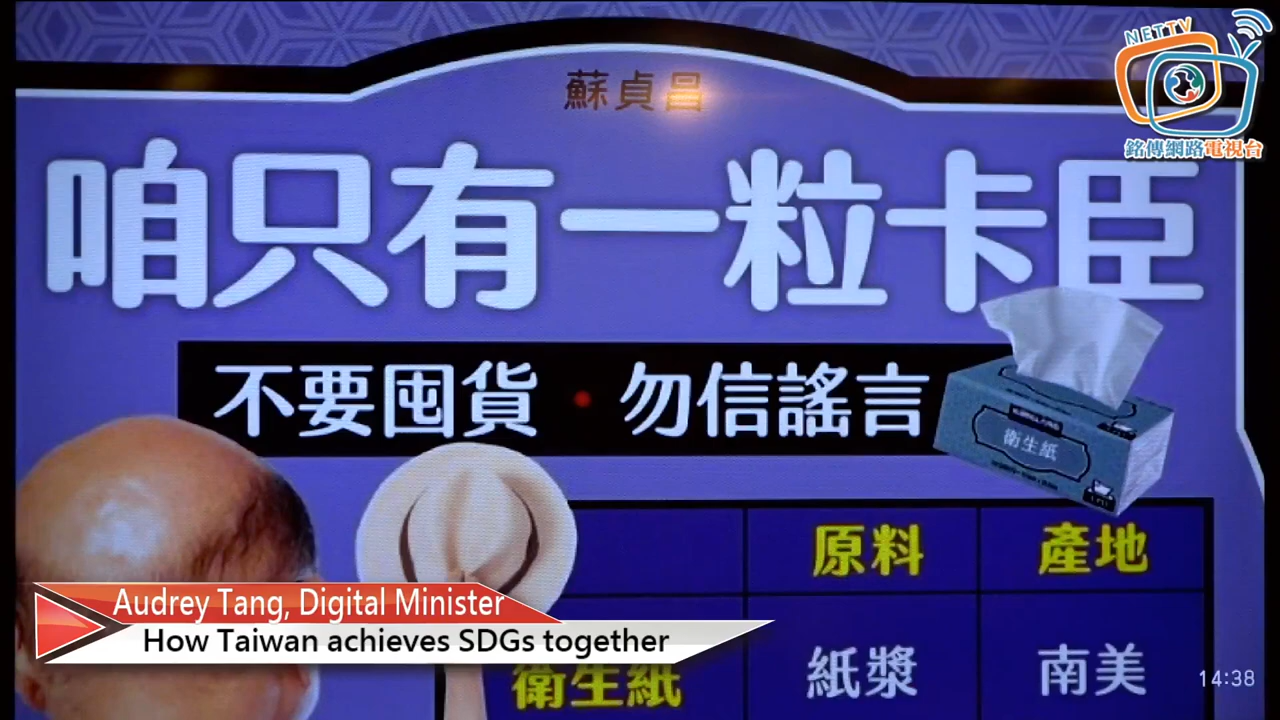 NETTV
銘傳網路電視台
蘇貞昌
咱只有一粒卡臣
不要囤貨・勿信謠言
衛生紙
原料 產地
衛生紙 紙漿 南美
Audrey Tang, Digital Minister
How Taiwan achieves SDGs together
14:38